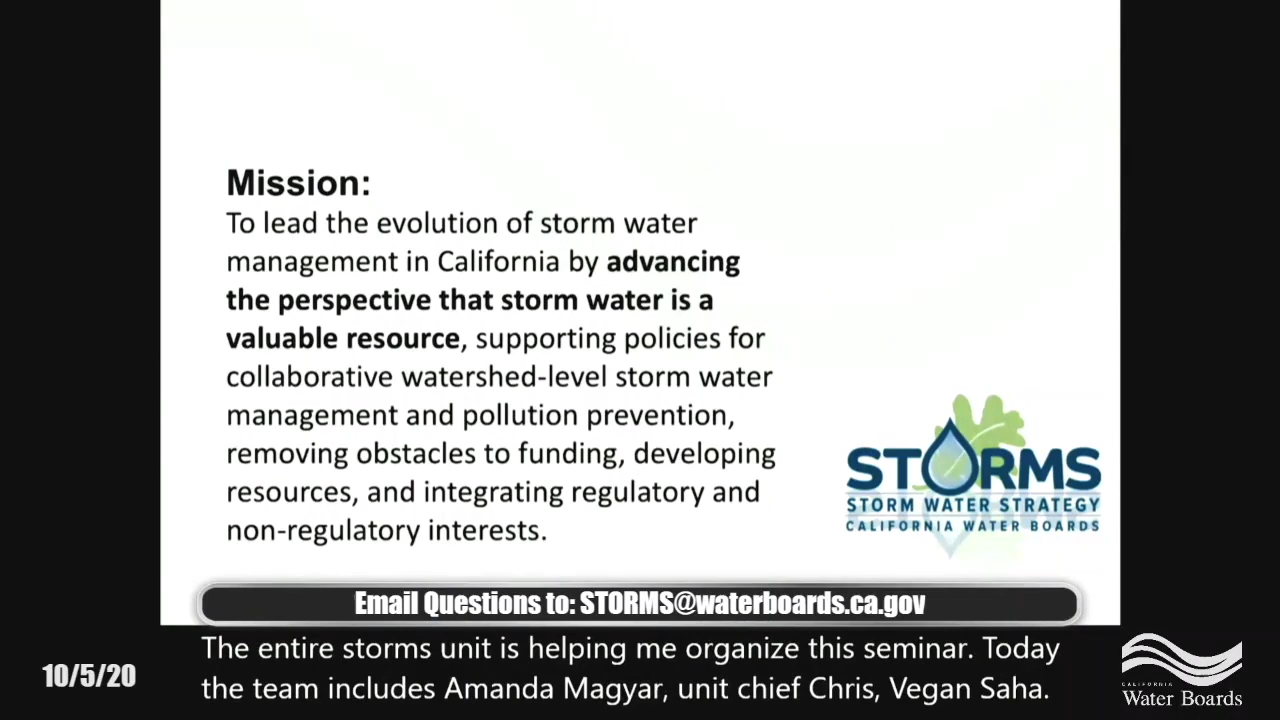 Mission:
To lead the evolution of storm water
management in California by advancing
the perspective that storm water is a
valuable resource, supporting policies for
collaborative watershed-level storm water
management and pollution prevention,
removing obstacles to funding, developing
resources, and integrating regulatory and
non-regulatory interests.
STORMS
STORM WATER STRATEGY
CALIFORNIA WATER BOARDS
Email Questions to: STORMS@waterboards.ca.gov
The entire storms unit is helping me organize this seminar. Today
the team includes Amanda Magyar, unit chief Chris, Vegan Saha.
10/5/20
CALIFORNIA
Water Boards